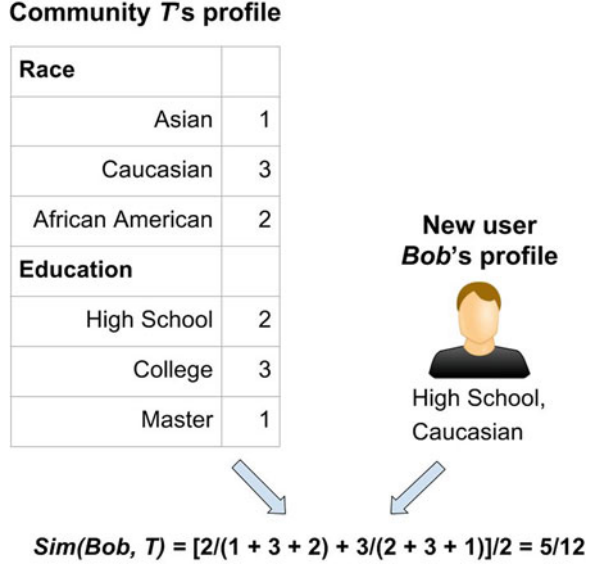 Community T's profile
Race
Asian 1
Caucasian 3
African American 2
Education
High School 2
College 3
Master 1
New user
Bob's profile
High School,
Caucasian
Sim(Bob, T) = [2/(1 + 3 + 2) + 3/(2 + 3 + 1)]/2 = 5/12